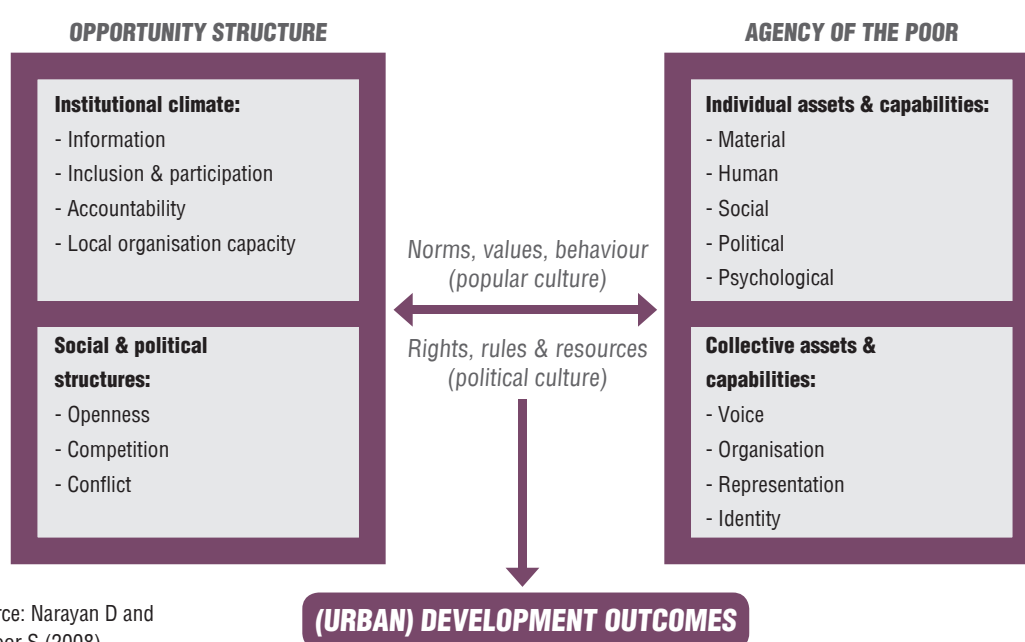 OPPORTUNITY STRUCTURE
Institutional climate:
- Information
- Inclusion & participation
- Accountability
- Local organisation capacity
Social & political
structures:
- Openness
- Competition
- Conflict
Norms, values, behaviour
(popular culture)
Rights, rules & resources
(political culture)
AGENCY OF THE POOR
Individual assets & capabilities:
- Material
- Human
- Social
- Political
- Psychological
Collective assets &
capabilities:
- Voice
- Organisation
- Representation
- Identity
(URBAN) DEVELOPMENT OUTCOMES
: Narayan D and
S (2008)